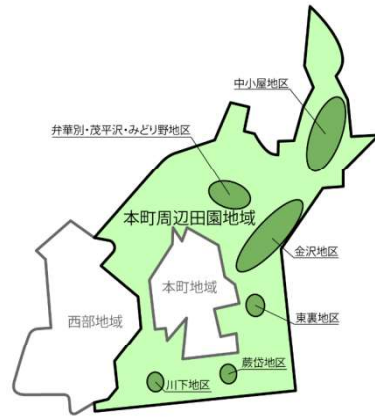 中小屋地区
弁華別・茂平沢・みどり野地区
本町周辺田園地域
金沢地区
本町地域
西部地域
東裏地区
蕨岱地区
川下地区